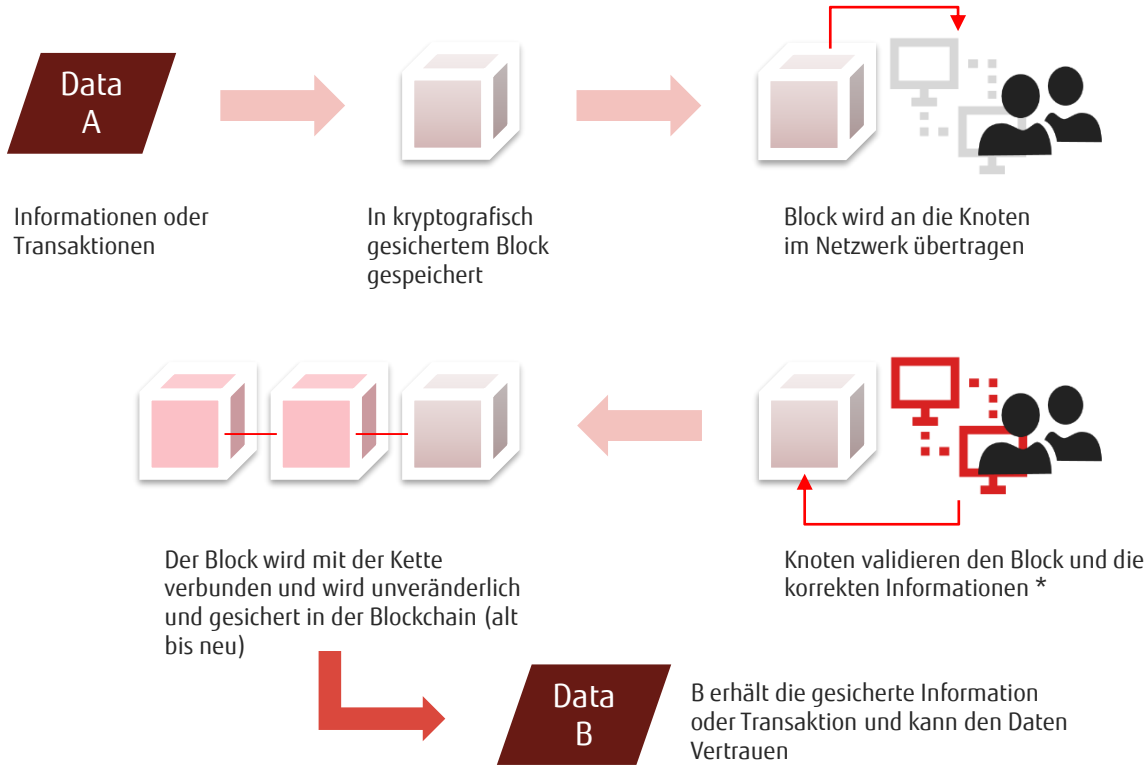 Data
A
Informationen oder
Transaktionen
In kryptografisch
gesichertem Block
gespeichert
Block wird an die Knoten
im Netzwerk übertragen
Der Block wird mit der Kette
verbunden und wird unveränderlich
und gesichert in der Blockchain (alt
bis neu)
Knoten validieren den Block und die
korrekten Informationen *
Data
B
B erhält die gesicherte Information
oder Transaktion und kann den Daten
Vertrauen